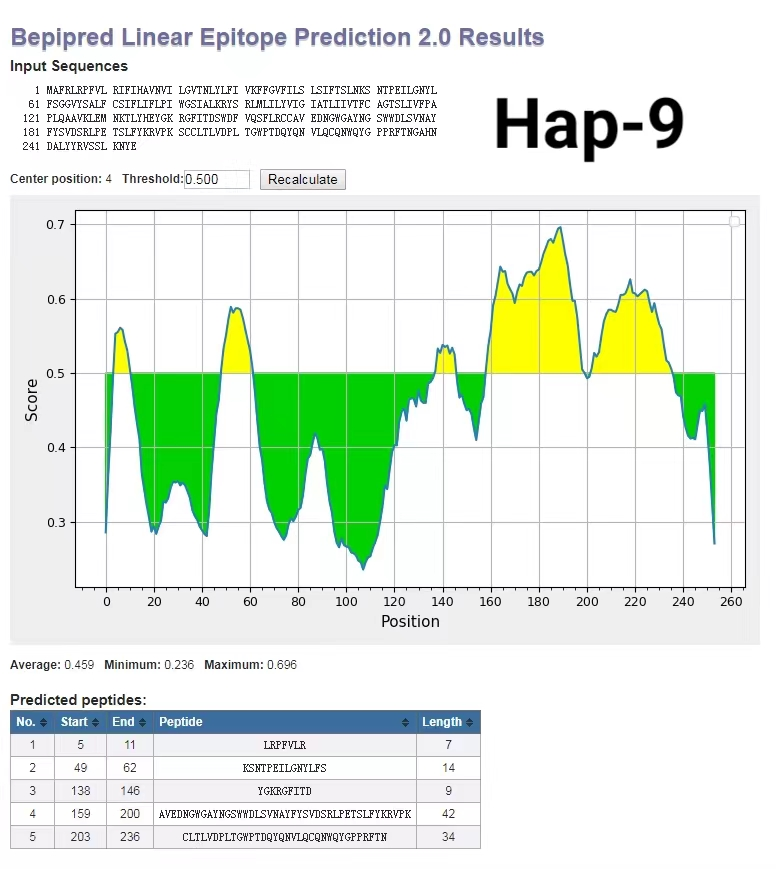 Bepipred Linear Epitope Prediction 2.0 Results
Input Sequences
1 MAFRLRPFVL RIFIHAVNVI LGVTNLYLFI VKFFGVFILS LSIFTSLNKS NTPEILGNYL
61 FSGGVYSALF CSIFLIFLPI WGSIALKRYS RLMLILYVIG IATLIIVTFC AGTSLIVFPA
121 PLQAAVKLEM NKTLYHEYGK RGFITDSWDF VQSFLRCCAV EDNGWGAYNG SWWDLSVNAY
181 FYSVDSRLPE TSLFYKRVPK SCCLTLVDPL TGWPTDQYQN VLQCQNWQYG PPRFTNGAHN
241 DALYYRVSSL KNYE
Hap-9
Center position: 4 Threshold: 0.500 Recalculate
0.7
0.6
0.5
0.4
0.3
Score
0 20 40 60 80 100 120 140 160 180 200 220 240 260
Position
Average: 0.459 Minimum: 0.236 Maximum: 0.696
Predicted peptides:
No. Start End Peptide Length
1 5 11 LRPFVLR 7
2 49 62 KSNTPEILGNYLFS 14
3 138 146 YGKRGFITD 9
4 159 200 AVEDNGWGAYNGSWWDLSVNAYFYSVDSRLPETSLFYKRVPK 42
5 203 236 CLTLVDPLTGWPTDQYQNVLQCQNWQYGPPRFTN 34